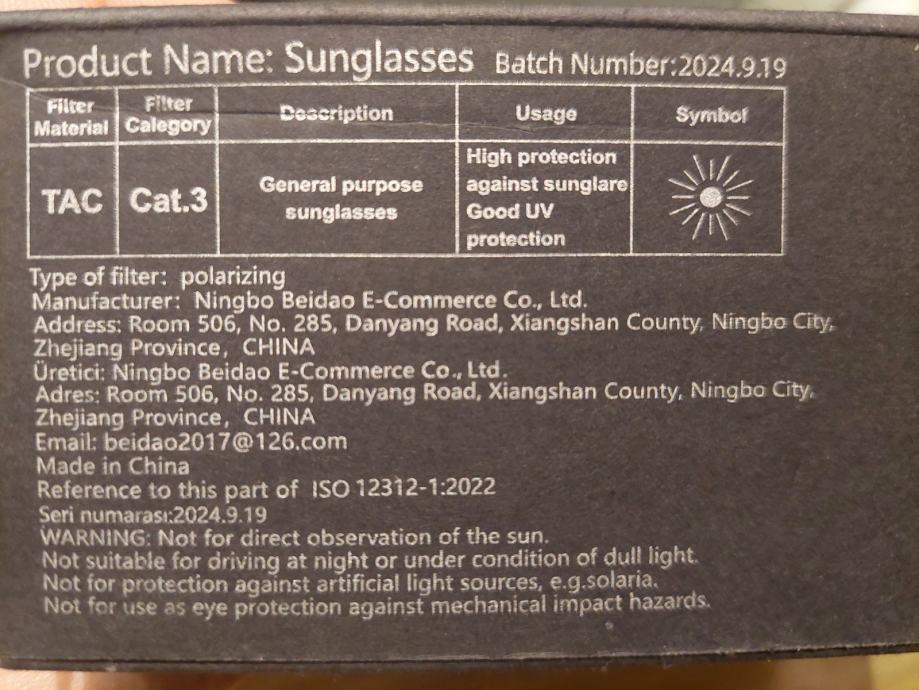 Product Name: Sunglasses Batch Number:2024.9.19
Filter Material Filter Calegory Description Usage Symbol
TAC Cat.3 General purpose sunglasses High protection against sunglare Good UV protection
Type of filter: polarizing
Manufacturer: Ningbo Beidao E-Commerce Co., Ltd.
Address: Room 506, No. 285, Danyang Road, Xiangshan County, Ningbo City,
Zhejiang Province, CHINA
Üretici: Ningbo Beidao E-Commerce Co., Ltd.
Adres: Room 506, No. 285, Danyang Road, Xiangshan County, Ningbo City,
Zhejiang Province, CHINA
Email: beidao2017@126.com
Made in China
Reference to this part of ISO 12312-1:2022
Seri numarası:2024.9.19
WARNING: Not for direct observation of the sun.
Not suitable for driving at night or under condition of dull light.
Not for protection against artificial light sources, e.g.solaria.
Not for use as eye protection against mechanical impact hazards.